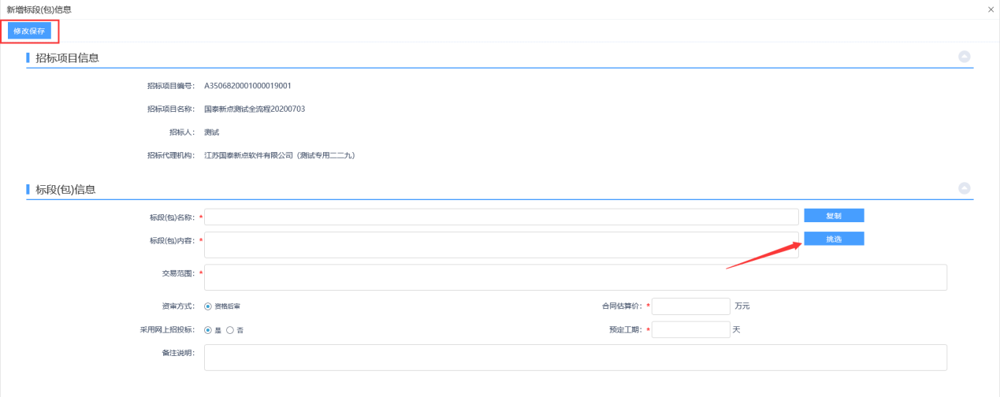 新增标段(包)信息
×
修改保存
招标项目信息
招标项目编号： A3506820001000019001
招标项目名称： 国泰新点测试全流程20200703
招标人： 测试
招标代理机构： 江苏国泰新点软件有限公司（测试专用二二九）
标段(包)信息
标段(包)名称：* 复制
标段(包)内容：* 挑选
交易范围：*
资审方式： 资格后审 合同估算价：* 万元
采用网上招投标： 是 否 预定工期：* 天
备注说明：